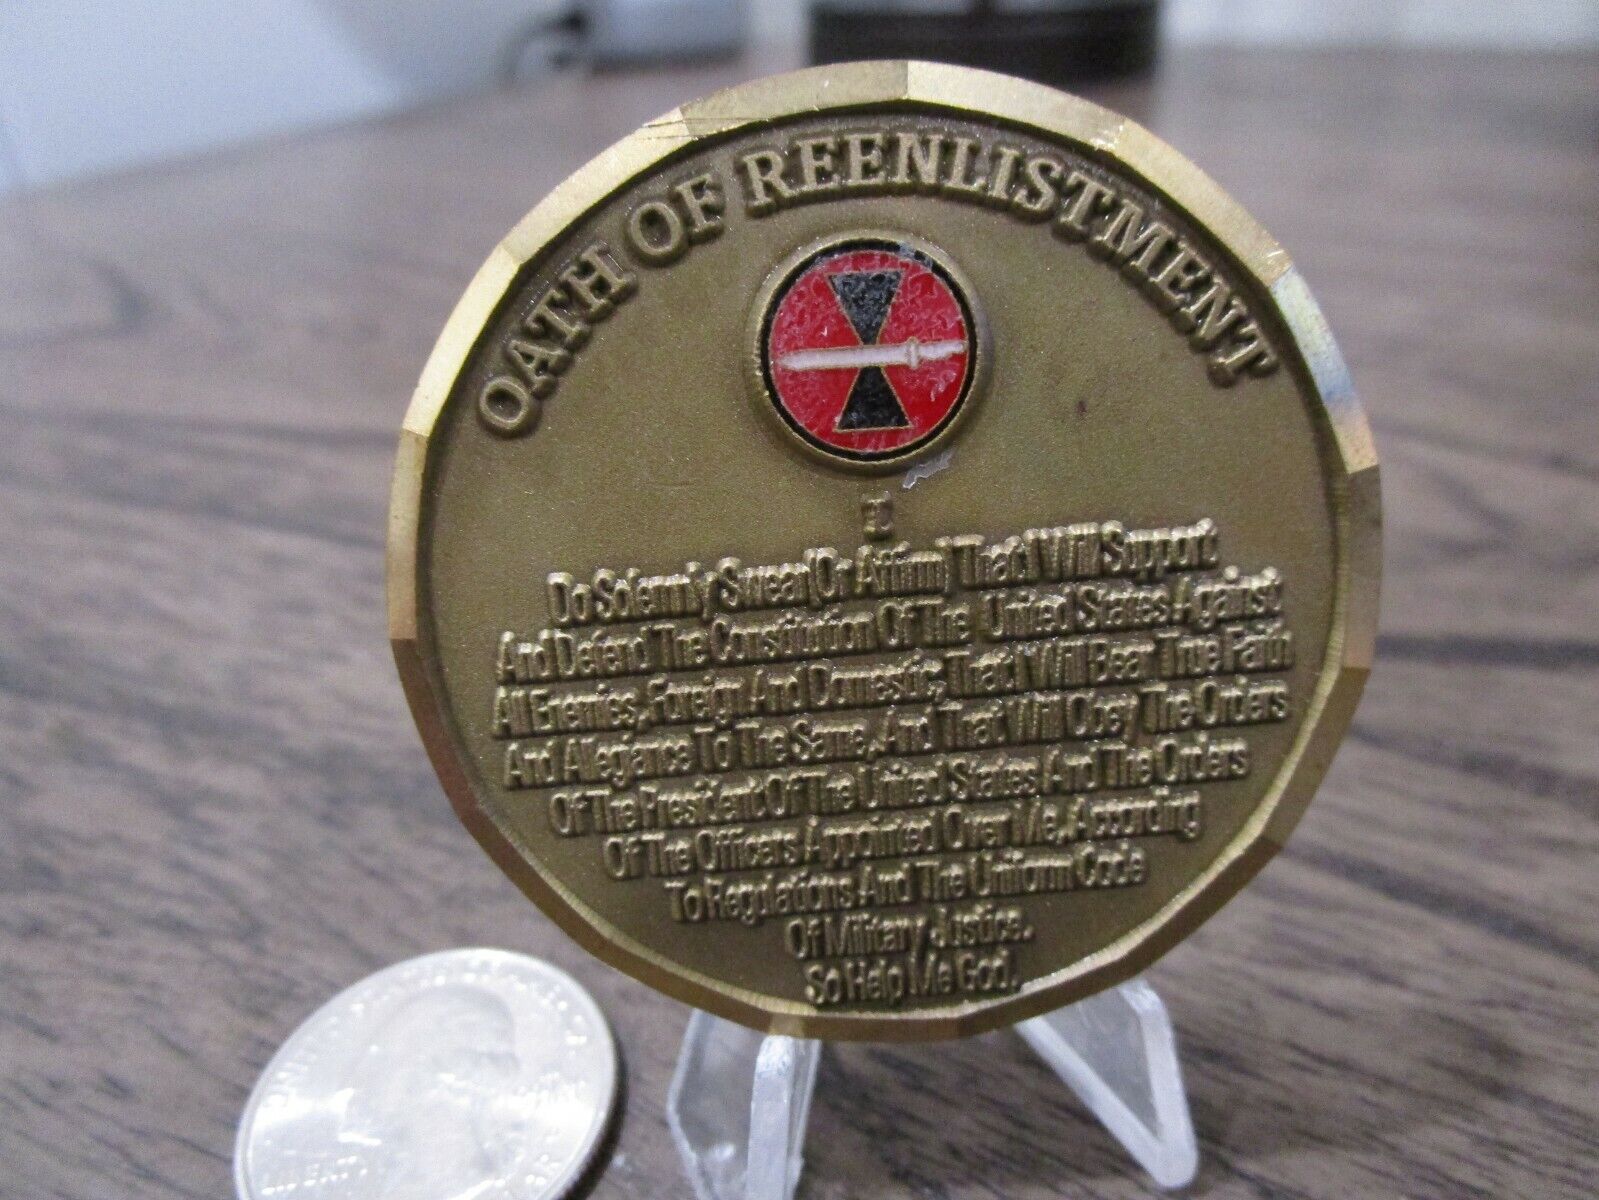 OATH OF REENLISTMENT
I,
Do Solemnly Swear (Or Affirm) That I Will Support
And Defend The Constitution Of The United States Against
All Enemies, Foreign And Domestic, That I Will Bear True Faith
And Allegiance To The Same, And That Will Obey The Orders
Of The President Of The United States And The Orders
Of The Officers Appointed Over Me, According
To Regulations And The Uniform Code
Of Military Justice.
So Help Me God.